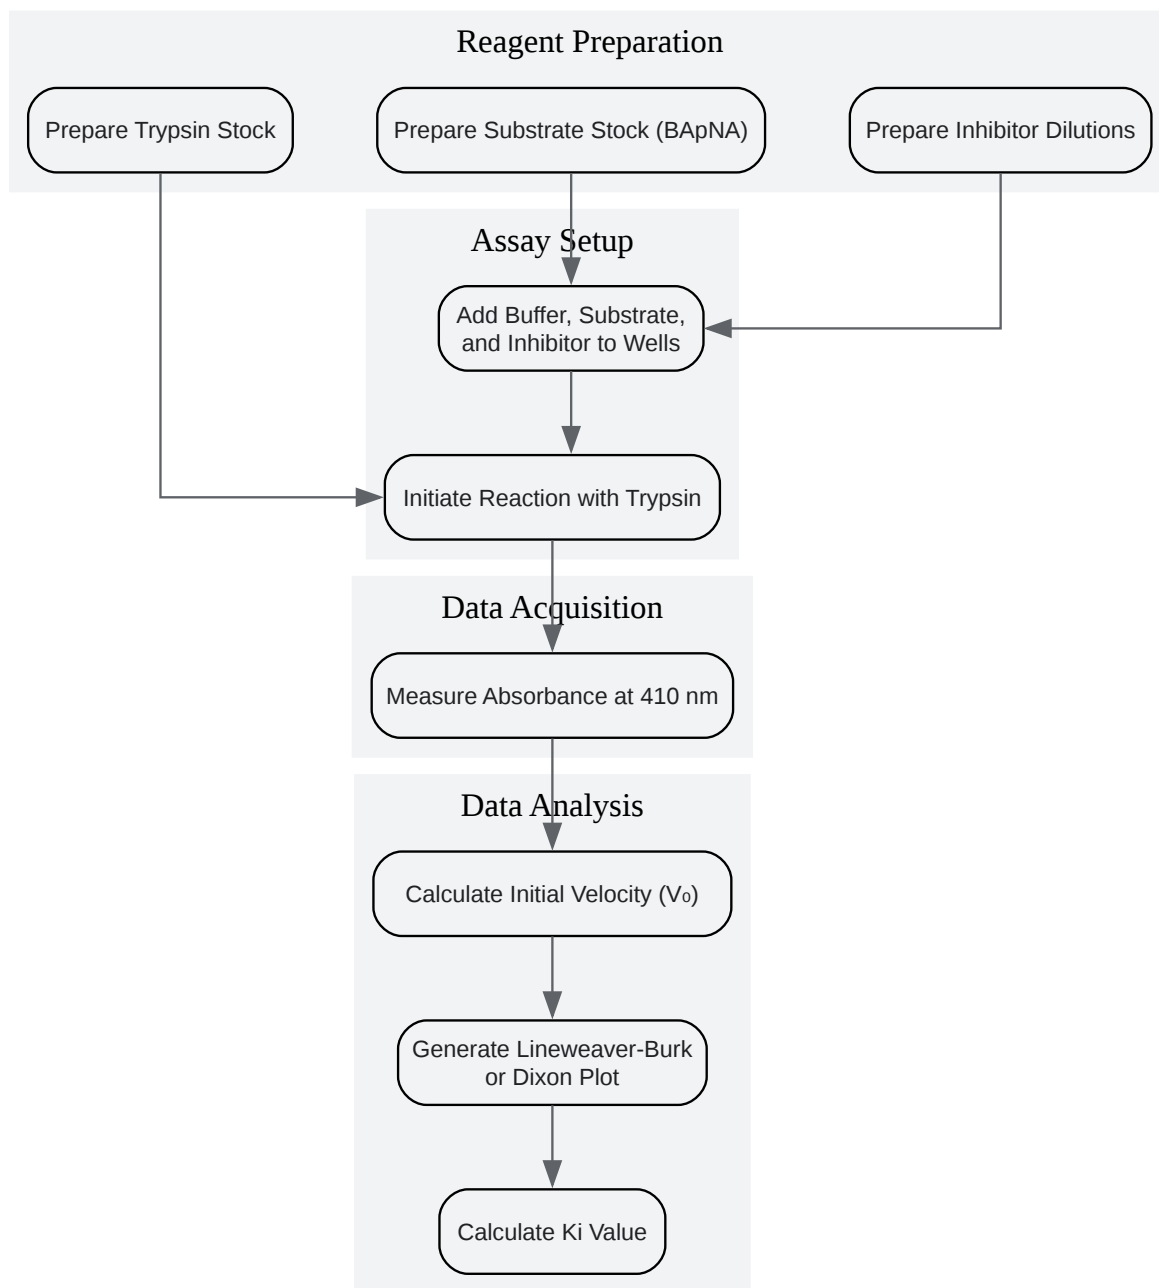 Reagent Preparation
Prepare Trypsin Stock
Prepare Substrate Stock (BApNA)
Prepare Inhibitor Dilutions
Assay Setup
Add Buffer, Substrate,
and Inhibitor to Wells
Initiate Reaction with Trypsin
Data Acquisition
Measure Absorbance at 410 nm
Data Analysis
Calculate Initial Velocity (V₀)
Generate Lineweaver-Burk
or Dixon Plot
Calculate Ki Value